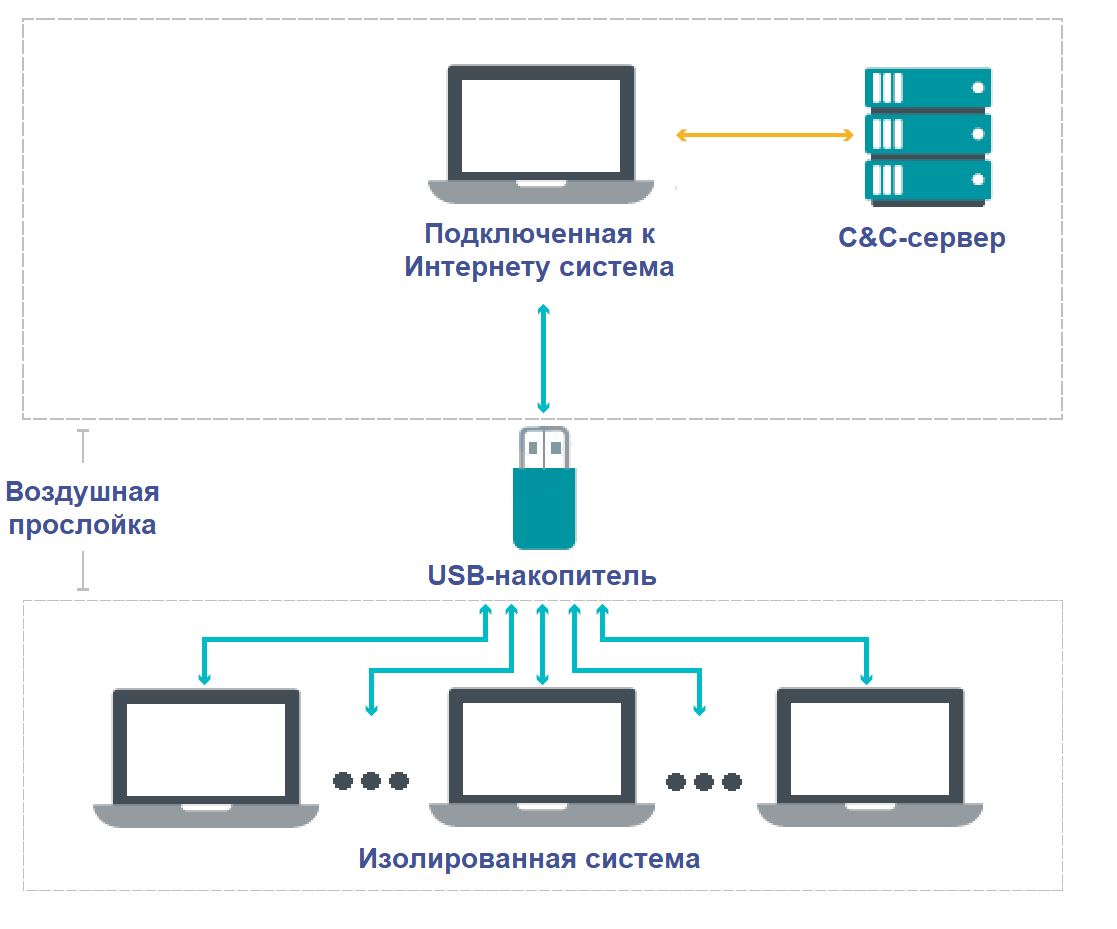 Подключенная к
Интернету система
C&C-сервер
Воздушная
прослойка
USB-накопитель
Изолированная система